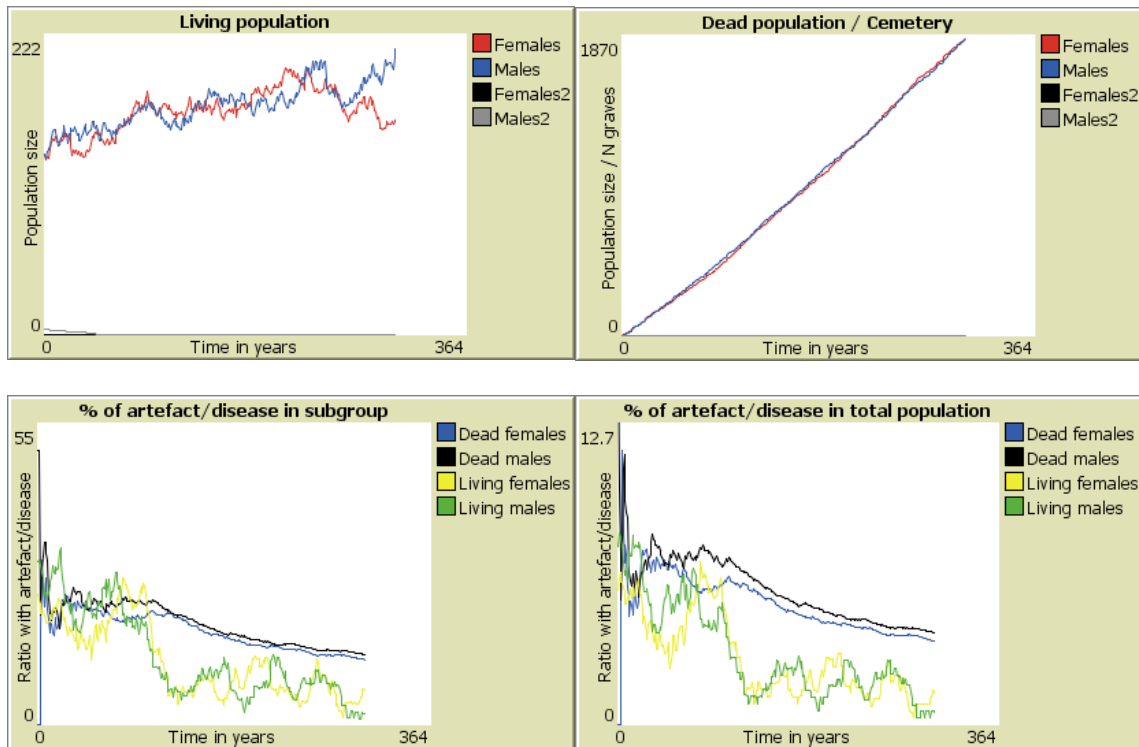 Living population
222
Population size
0
0
Time in years
364
Females
Males
Females2
Males2
Dead population / Cemetery
1870
Population size / N graves
0
0
Time in years
364
Females
Males
Females2
Males2
% of artefact/disease in subgroup
55
Ratio with artefact/disease
0
0
Time in years
364
Dead females
Dead males
Living females
Living males
% of artefact/disease in total population
12.7
Ratio with artefact/disease
0
0
Time in years
364
Dead females
Dead males
Living females
Living males